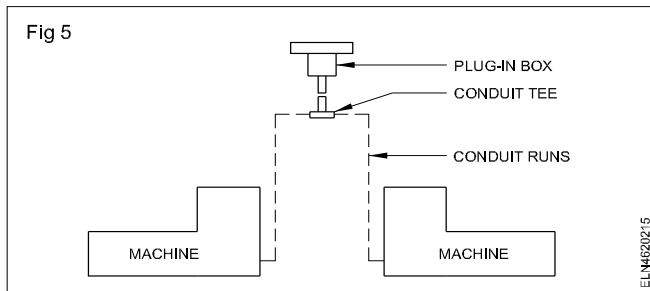 Fig 5
PLUG-IN BOX
CONDUIT TEE
CONDUIT RUNS
MACHINE
MACHINE
ELN4620215